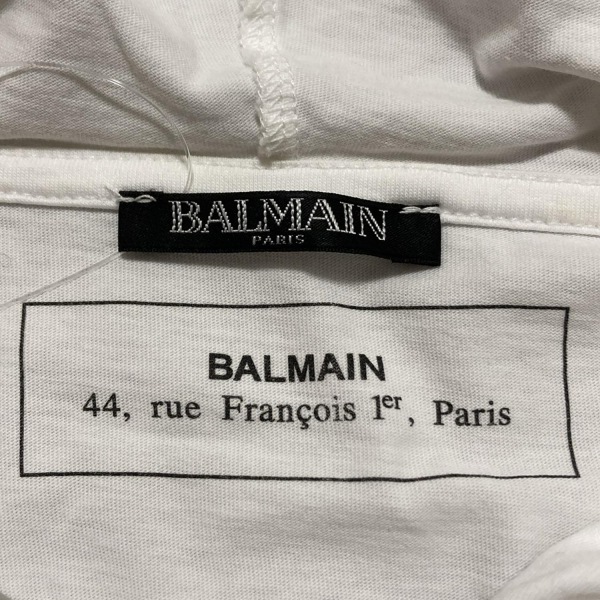 BALMAIN
PARIS
BALMAIN
44, rue François 1er, Paris